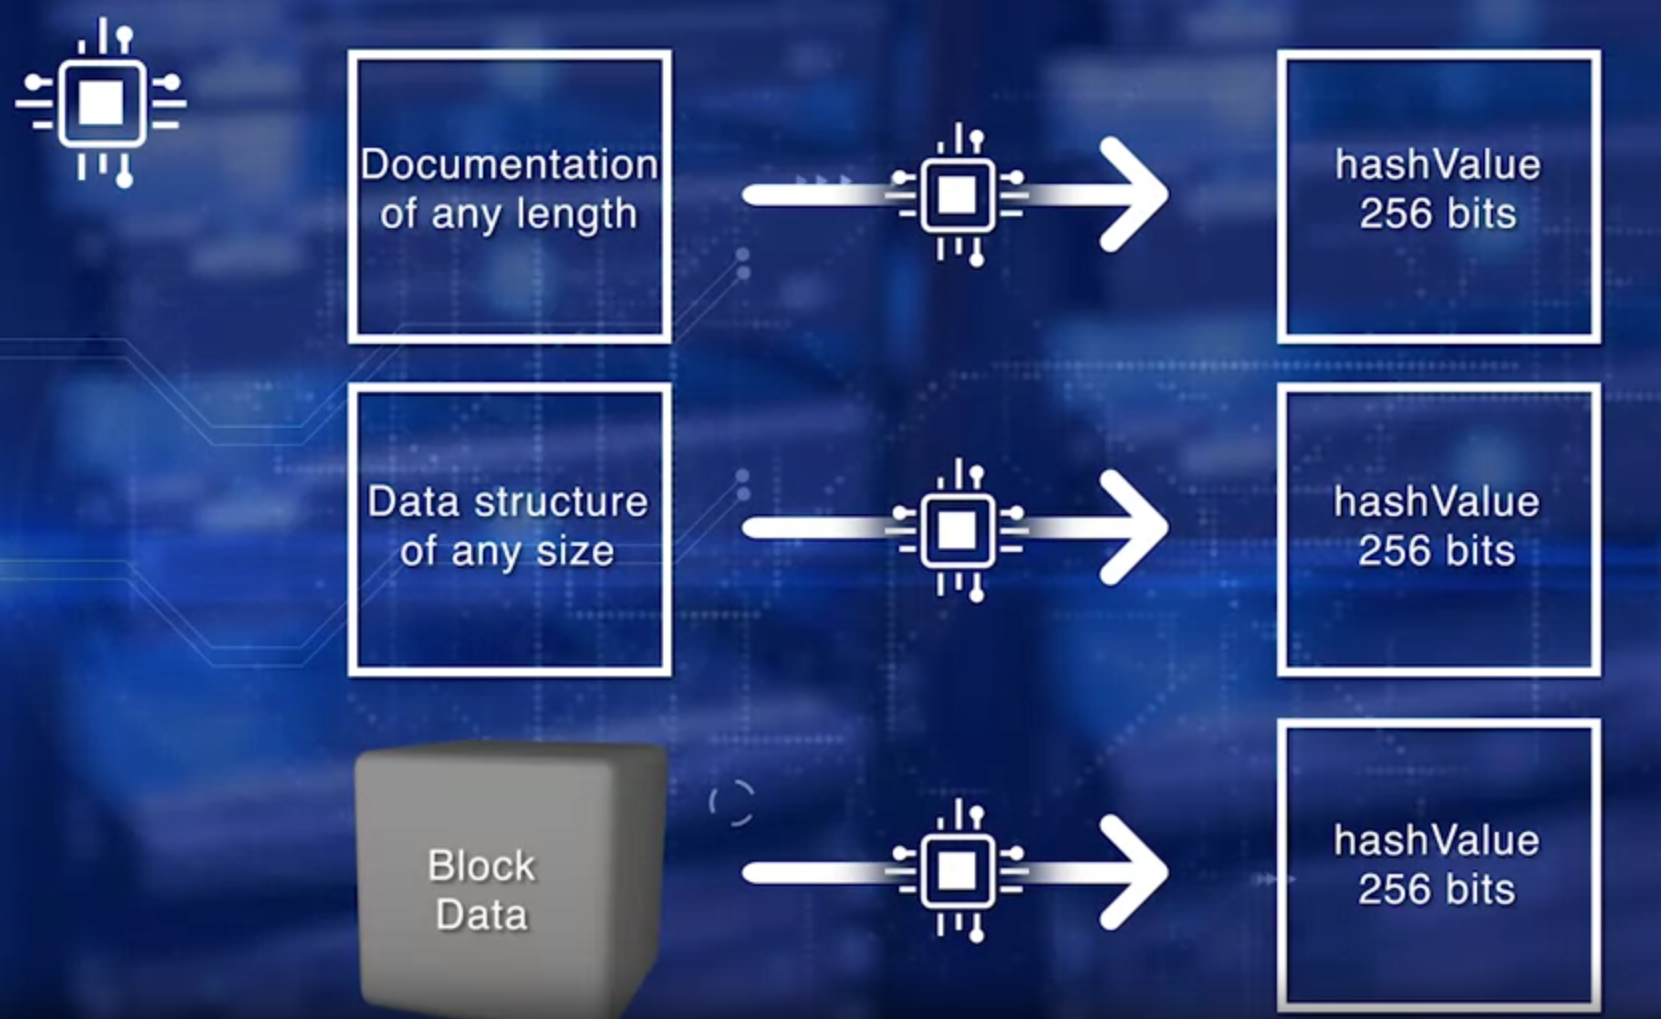 Documentation
of any length
hashValue
256 bits
Data structure
of any size
hashValue
256 bits
Block
Data
hashValue
256 bits